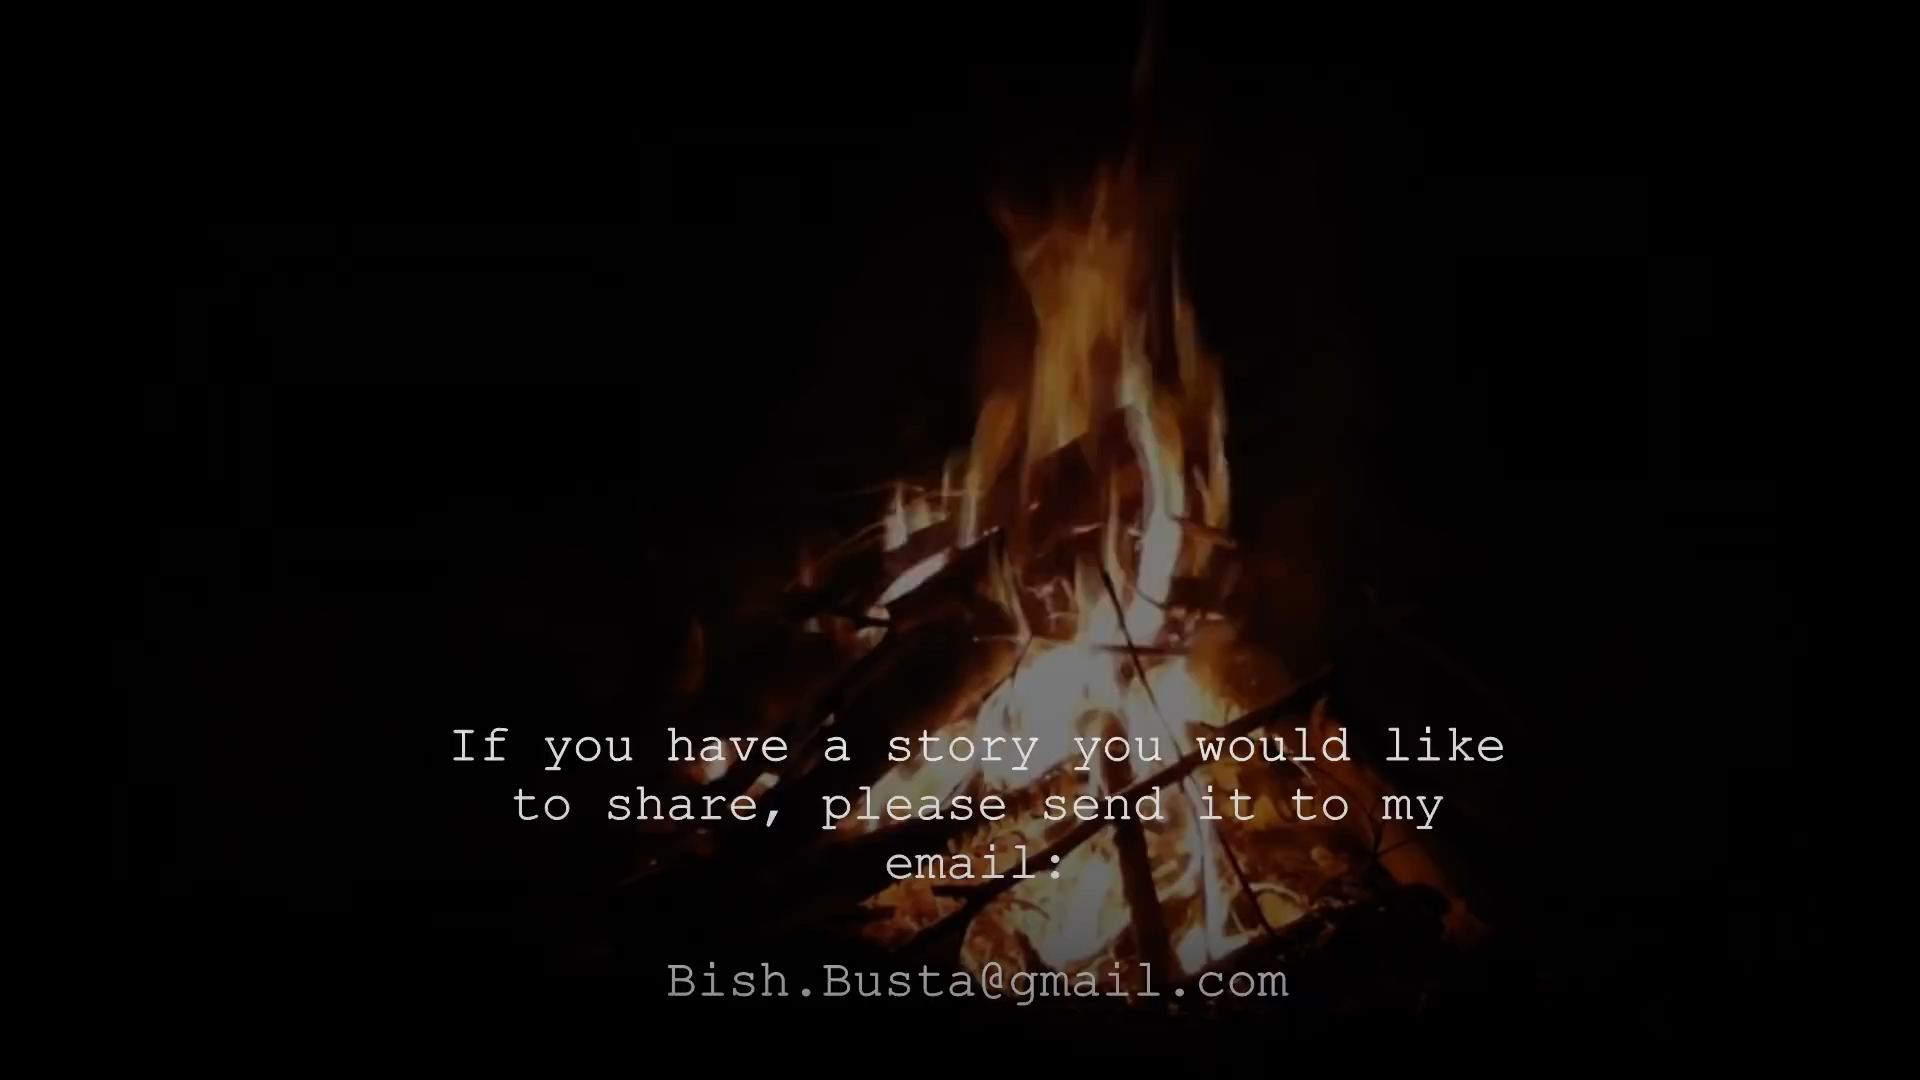 If you have a story you would like
to share, please send it to my
email:
Bish.Busta@gmail.com